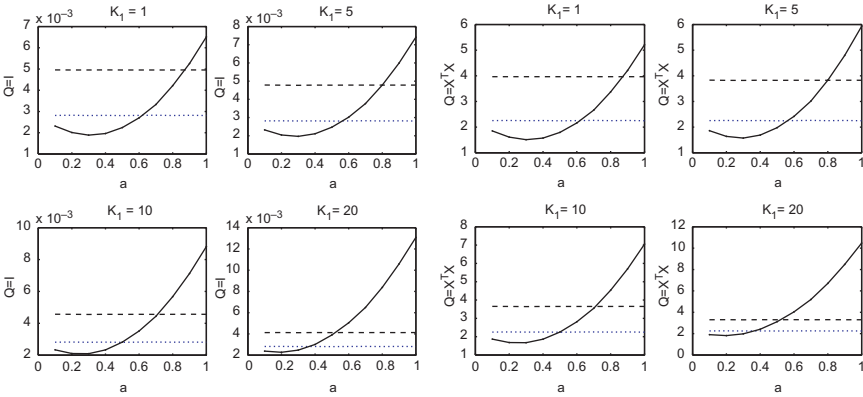 7 x 10⁻³ K₁ = 1
7
6
5
4
3
2
1
Q=I
0 0.2 0.4 0.6 0.8 1
a
8 x 10⁻³ K₁ = 5
7
6
5
4
3
2
1
Q=I
0 0.2 0.4 0.6 0.8 1
a
K₁ = 1
6
5
4
3
2
1
Q=XᵀX
0 0.2 0.4 0.6 0.8 1
a
K₁ = 5
6
5
4
3
2
1
Q=XᵀX
0 0.2 0.4 0.6 0.8 1
a
10 x 10⁻³ K₁ = 10
8
6
4
2
Q=I
0 0.2 0.4 0.6 0.8 1
a
14 x 10⁻³ K₁= 20
12
10
8
6
4
2
Q=I
0 0.2 0.4 0.6 0.8 1
a
K₁ = 10
8
7
6
5
4
3
2
1
Q=XᵀX
0 0.2 0.4 0.6 0.8 1
a
K₁ = 20
12
10
8
6
4
2
0
Q=XᵀX
0 0.2 0.4 0.6 0.8 1
a